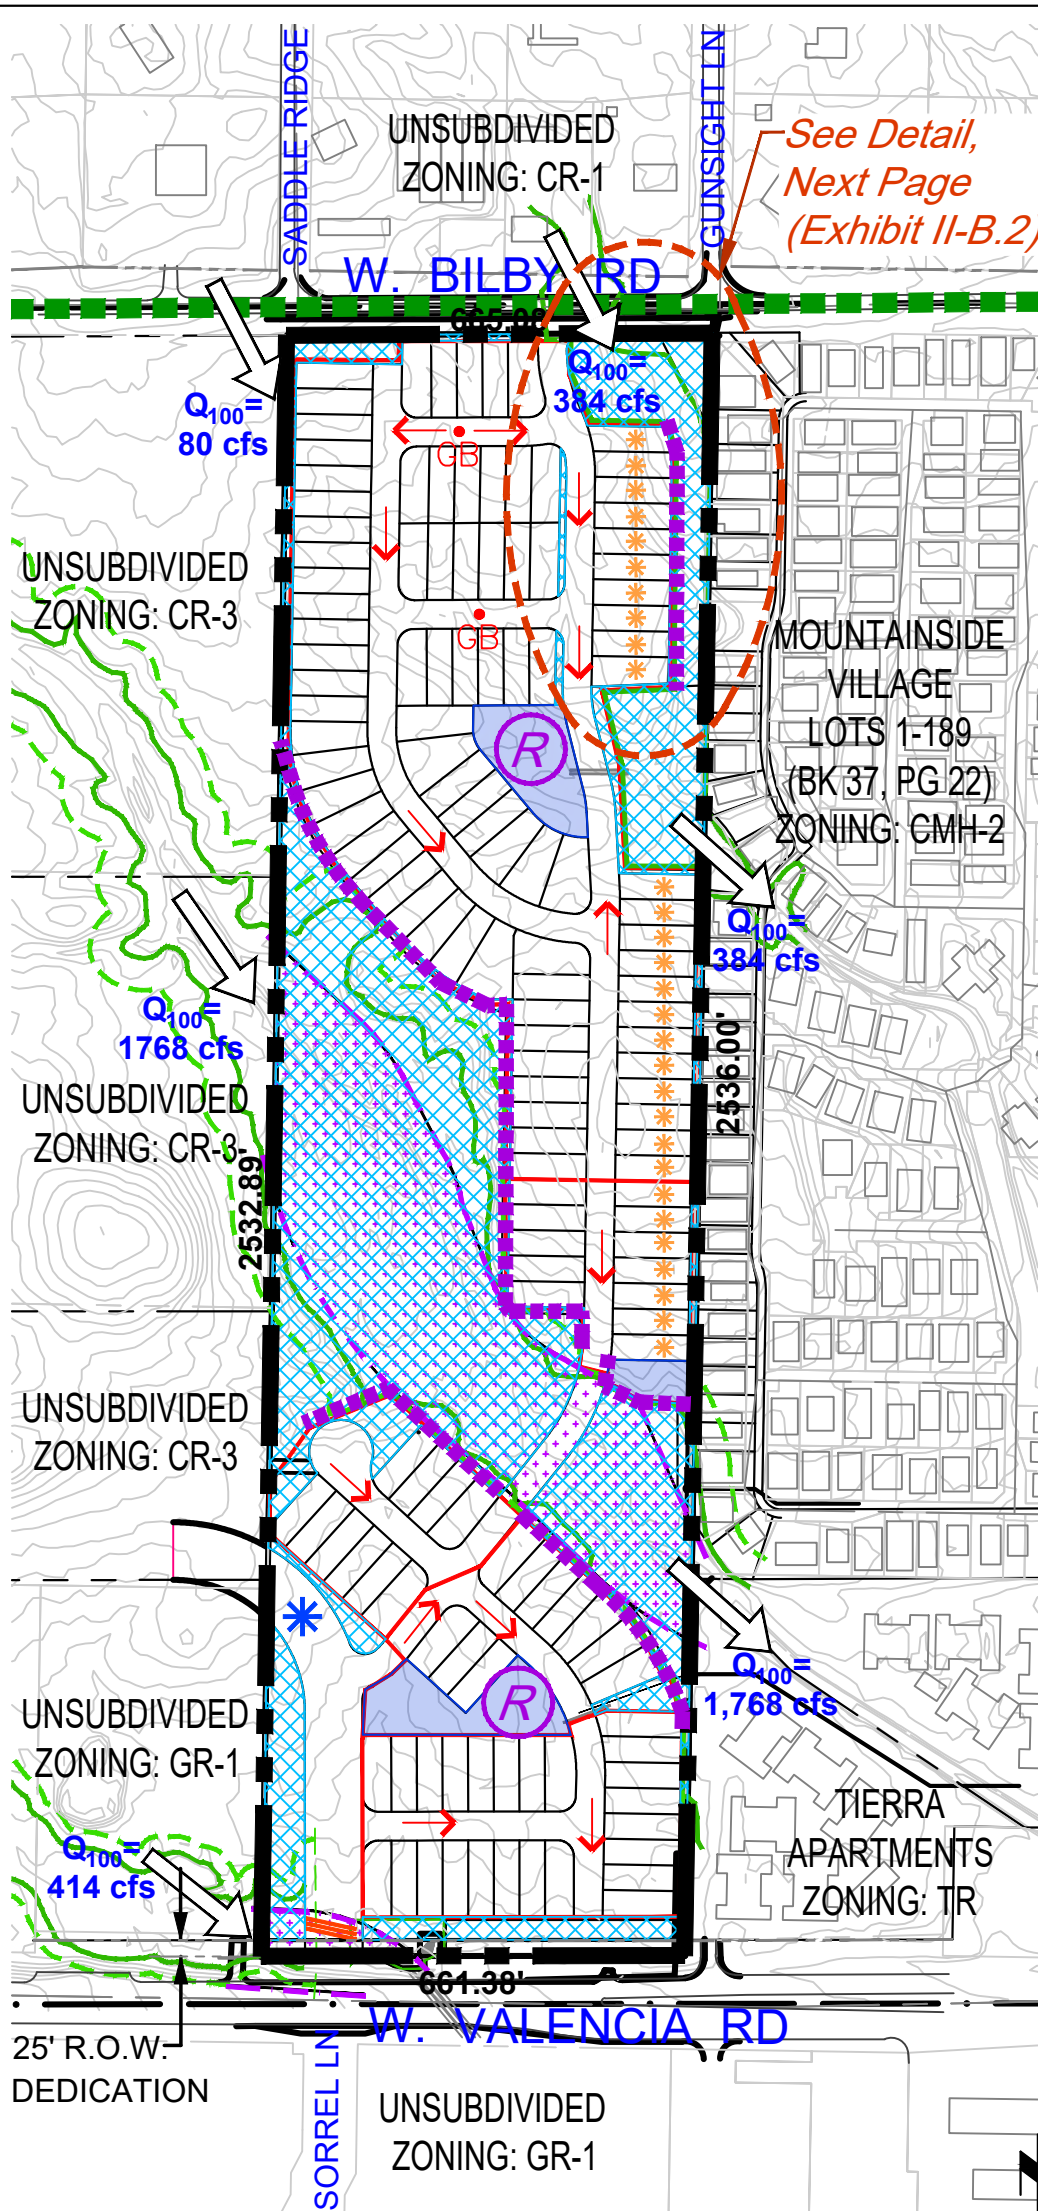 SADDLE RIDGE
GUNSIGHT LN
UNSUBDIVIDED
ZONING: CR-1
See Detail,
Next Page
(Exhibit II-B.2)
W. BILBY RD
Q100=
80 cfs
Q100=
384 cfs
GB
GB
UNSUBDIVIDED
ZONING: CR-3
MOUNTAINSIDE
VILLAGE
LOTS 1-189
(BK 37, PG 22)
ZONING: CMH-2
R
Q100=
384 cfs
Q100=
1768 cfs
UNSUBDIVIDED
ZONING: CR-3
2532.89'
2536.00'
UNSUBDIVIDED
ZONING: CR-3
Q100=
1,768 cfs
R
UNSUBDIVIDED
ZONING: GR-1
TIERRA
APARTMENTS
ZONING: TR
Q100=
414 cfs
661.38'
W. VALENCIA RD
25' R.O.W.
DEDICATION
SORREL LN
UNSUBDIVIDED
ZONING: GR-1